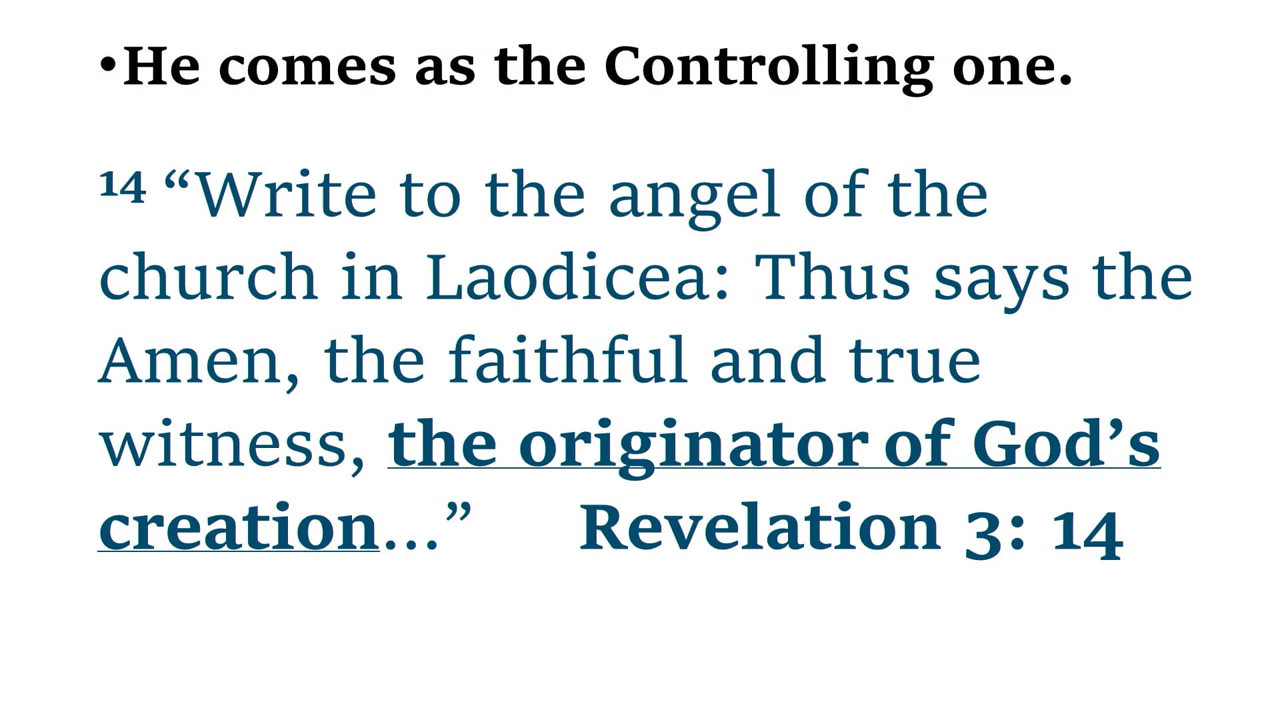 •He comes as the Controlling one.
14 “Write to the angel of the
church in Laodicea: Thus says the
Amen, the faithful and true
witness, the originator of God’s
creation…” Revelation 3: 14